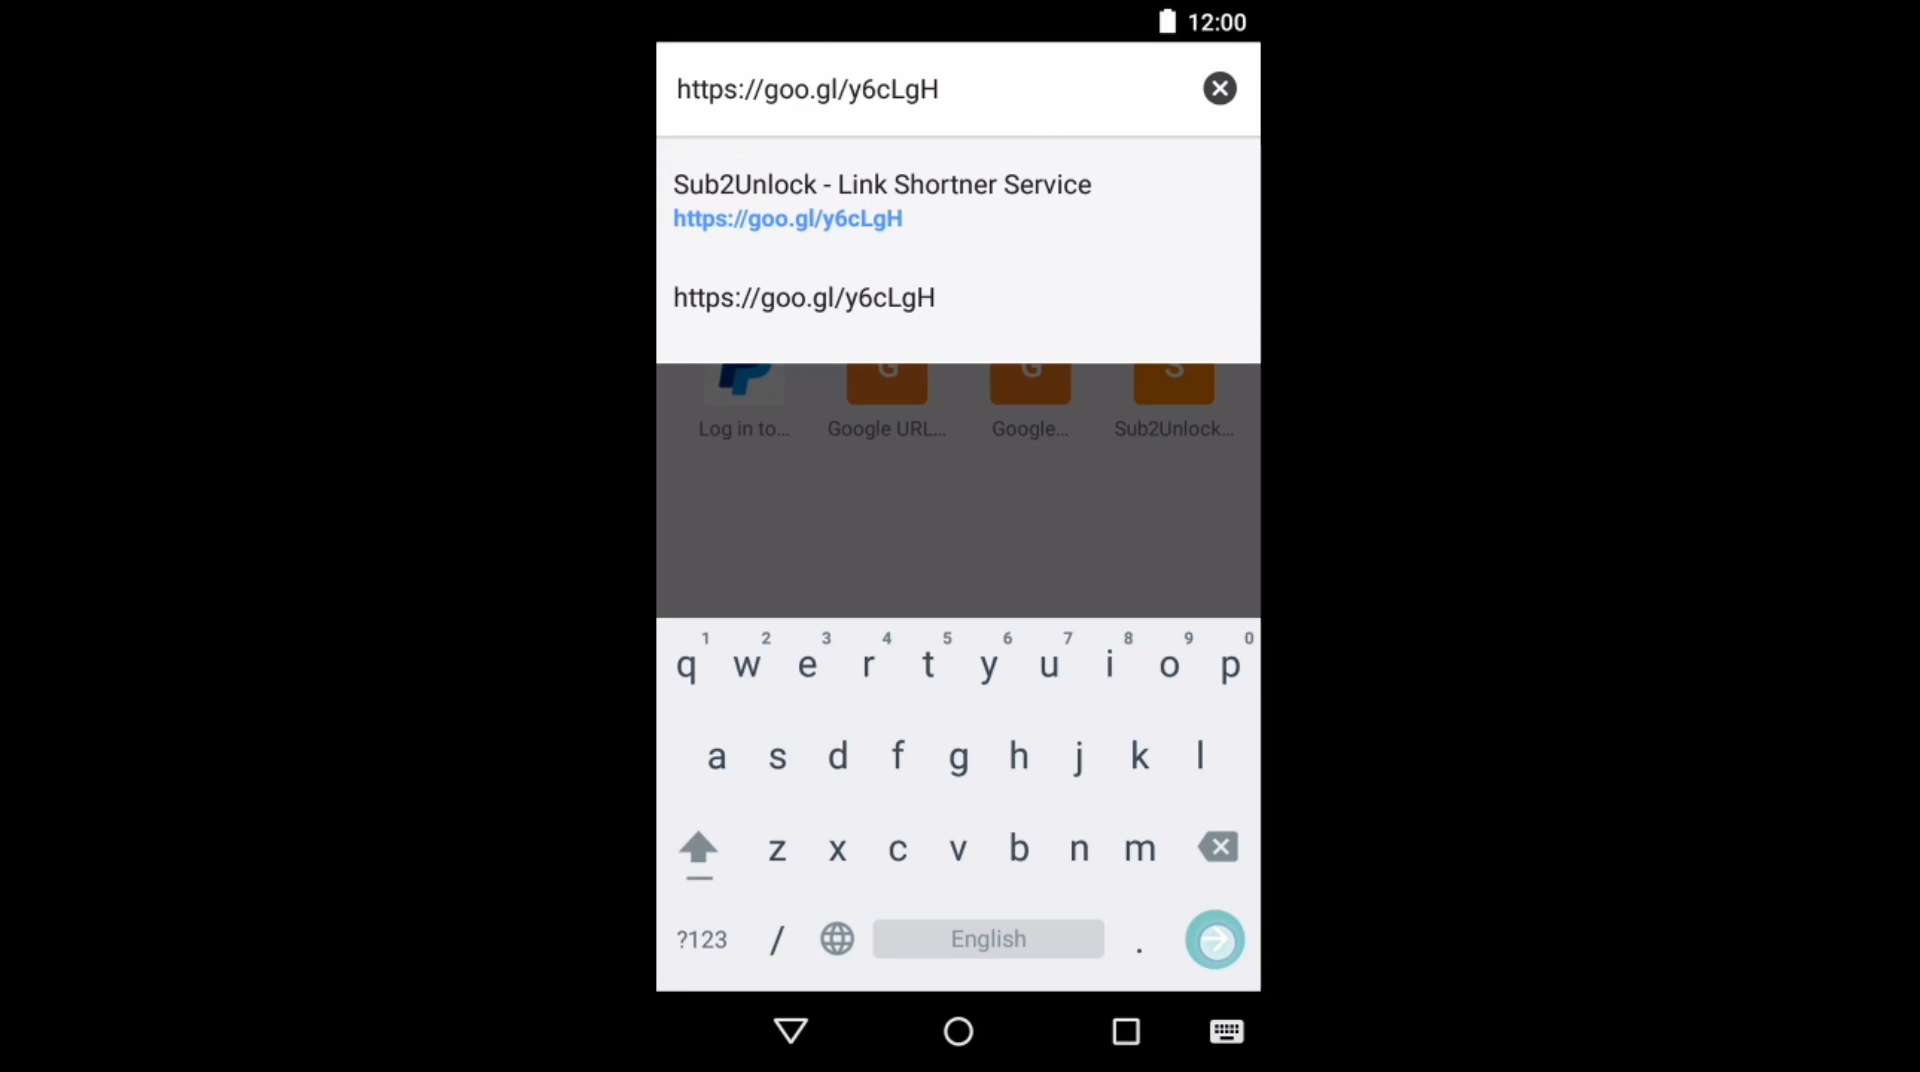 12:00
https://goo.gl/y6cLgH
Sub2Unlock - Link Shortner Service
https://goo.gl/y6cLgH
https://goo.gl/y6cLgH
G G S
Log in to... Google URL... Google... Sub2Unlock...
1 2 3 4 5 6 7 8 9 0
q w e r t y u i o p
a s d f g h j k l
z x c v b n m
?123 / English .